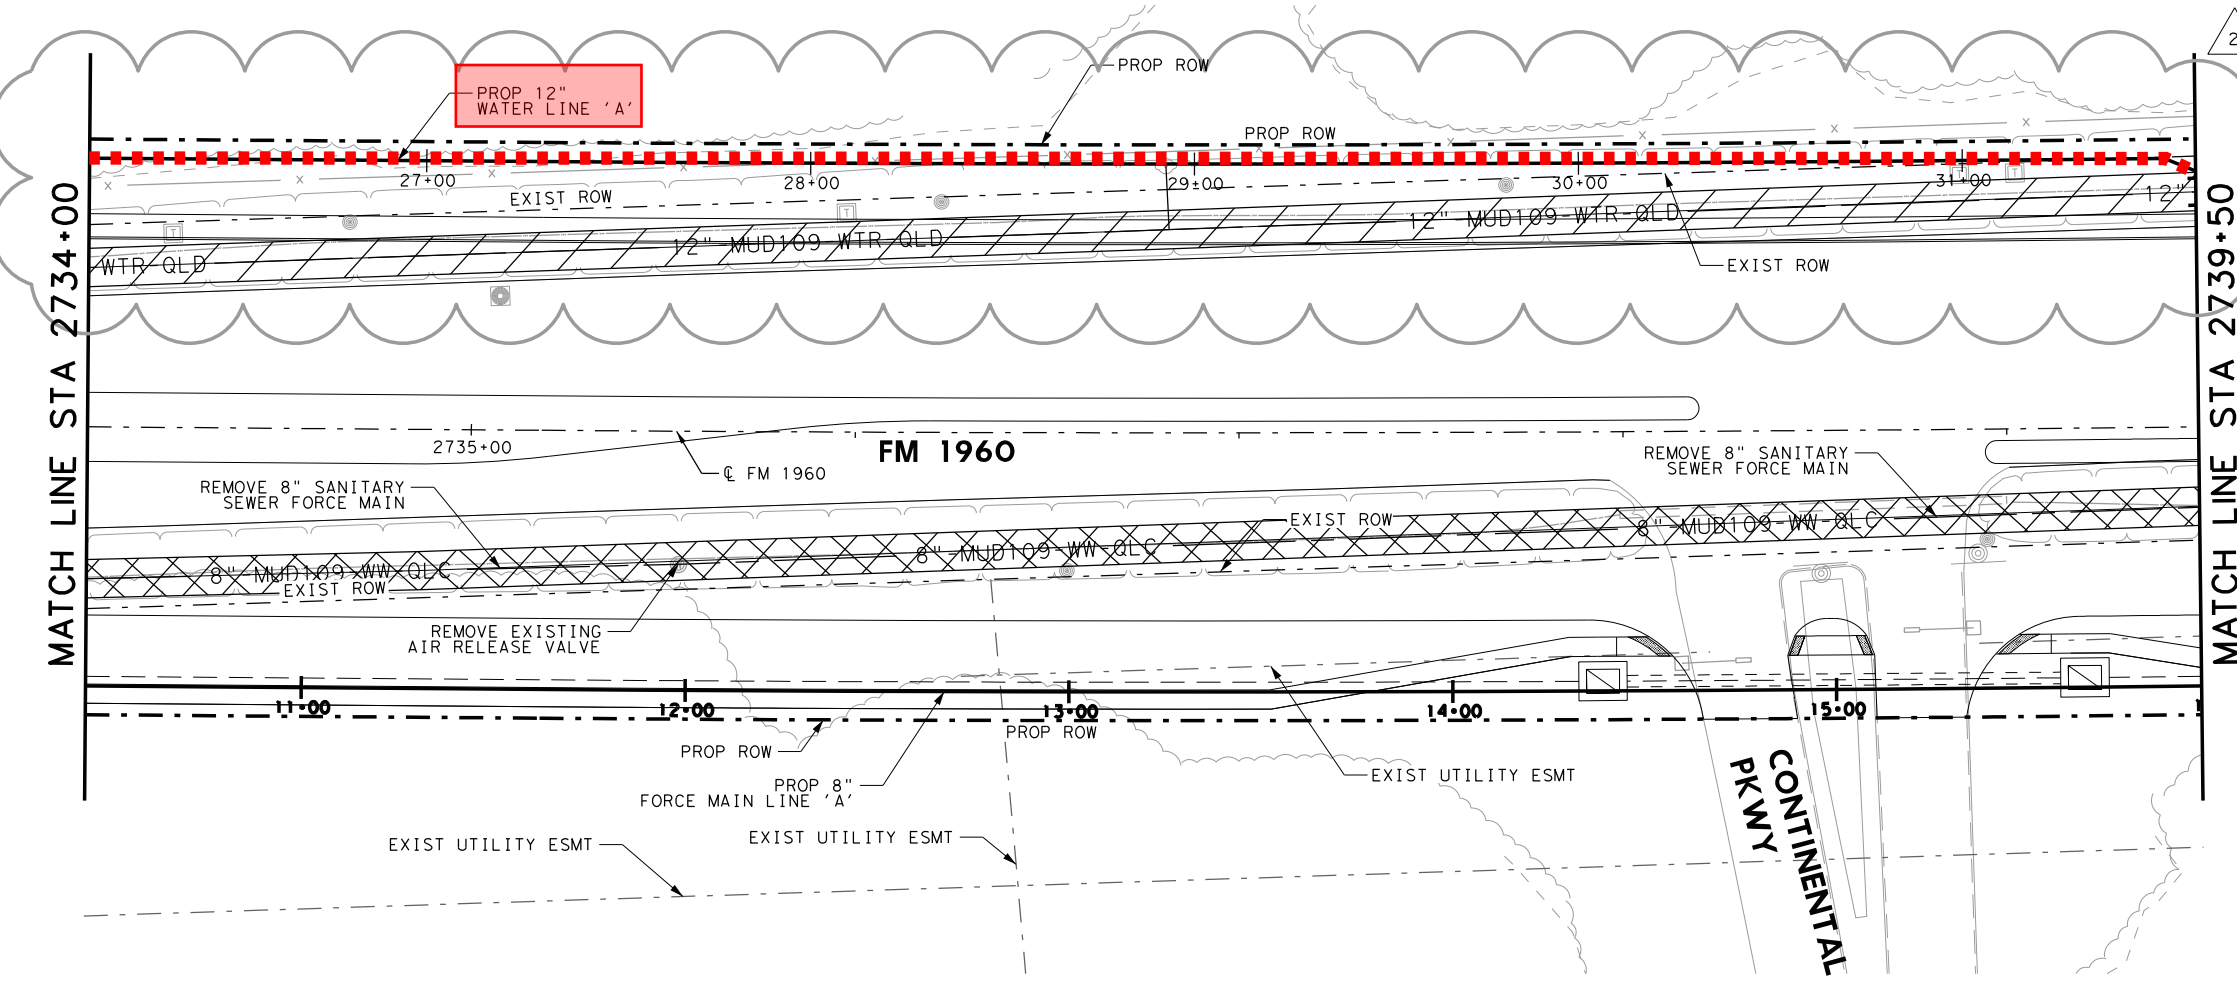 2
PROP ROW
PROP 12"
WATER LINE 'A'
PROP ROW
27+00
28+00
29+00
30+00
31+00
EXIST ROW
T
T
T
12"
12"-MUD109-WTR-QLD
12"-MUD109-WTR-QLD
WTR-QLD
EXIST ROW
MATCH LINE STA 2734+00
MATCH LINE STA 2739+50
2735+00
FM 1960
℄ FM 1960
REMOVE 8" SANITARY
SEWER FORCE MAIN
REMOVE 8" SANITARY
SEWER FORCE MAIN
EXIST ROW
8"-MUD109-WW-QLC
8"-MUD109-WW-QLC
8"-MUD109-WW-QLC
EXIST ROW
REMOVE EXISTING
AIR RELEASE VALVE
11+00
12+00
13+00
14+00
15+00
1
PROP ROW
PROP ROW
PROP 8"
FORCE MAIN LINE 'A'
EXIST UTILITY ESMT
EXIST UTILITY ESMT
EXIST UTILITY ESMT
CONTINENTAL
PKWY